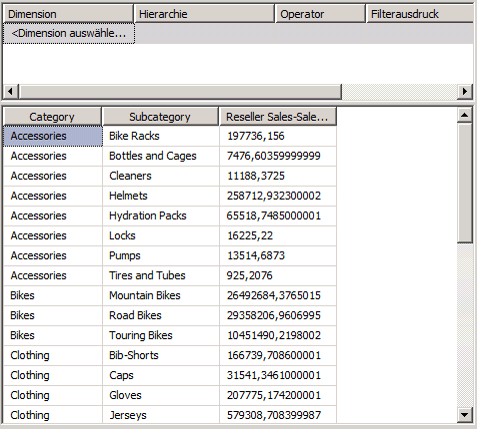 Dimension Hierarchie Operator Filterausdruck
<Dimension auswähle...
Category Subcategory Reseller Sales-Sale...
Accessories Bike Racks 197736,156
Accessories Bottles and Cages 7476,60359999999
Accessories Cleaners 11188,3725
Accessories Helmets 258712,932300002
Accessories Hydration Packs 65518,7485000001
Accessories Locks 16225,22
Accessories Pumps 13514,6873
Accessories Tires and Tubes 925,2076
Bikes Mountain Bikes 26492684,3765015
Bikes Road Bikes 29358206,9606995
Bikes Touring Bikes 10451490,2198002
Clothing Bib-Shorts 166739,708600001
Clothing Caps 31541,3461000001
Clothing Gloves 207775,174200001
Clothing Jerseys 579308,708399987